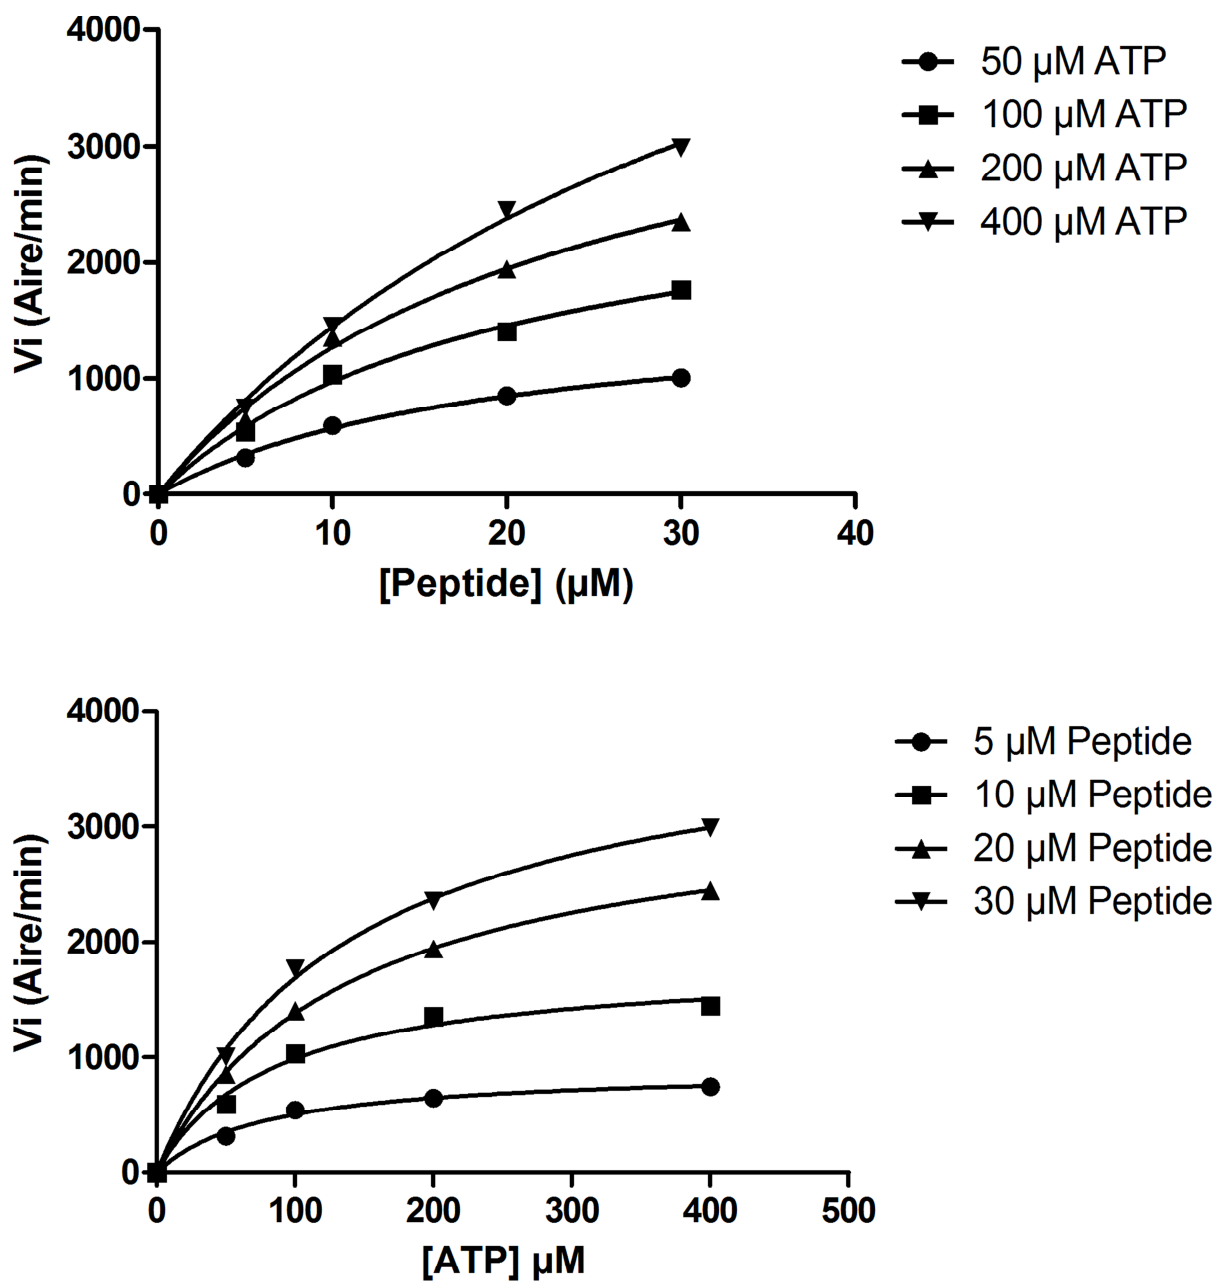 4000
3000
2000
1000
0
Vi (Aire/min)
0 10 20 30 40
[Peptide] (µM)
50 µM ATP
100 µM ATP
200 µM ATP
400 µM ATP
4000
3000
2000
1000
0
Vi (Aire/min)
0 100 200 300 400 500
[ATP] µM
5 µM Peptide
10 µM Peptide
20 µM Peptide
30 µM Peptide